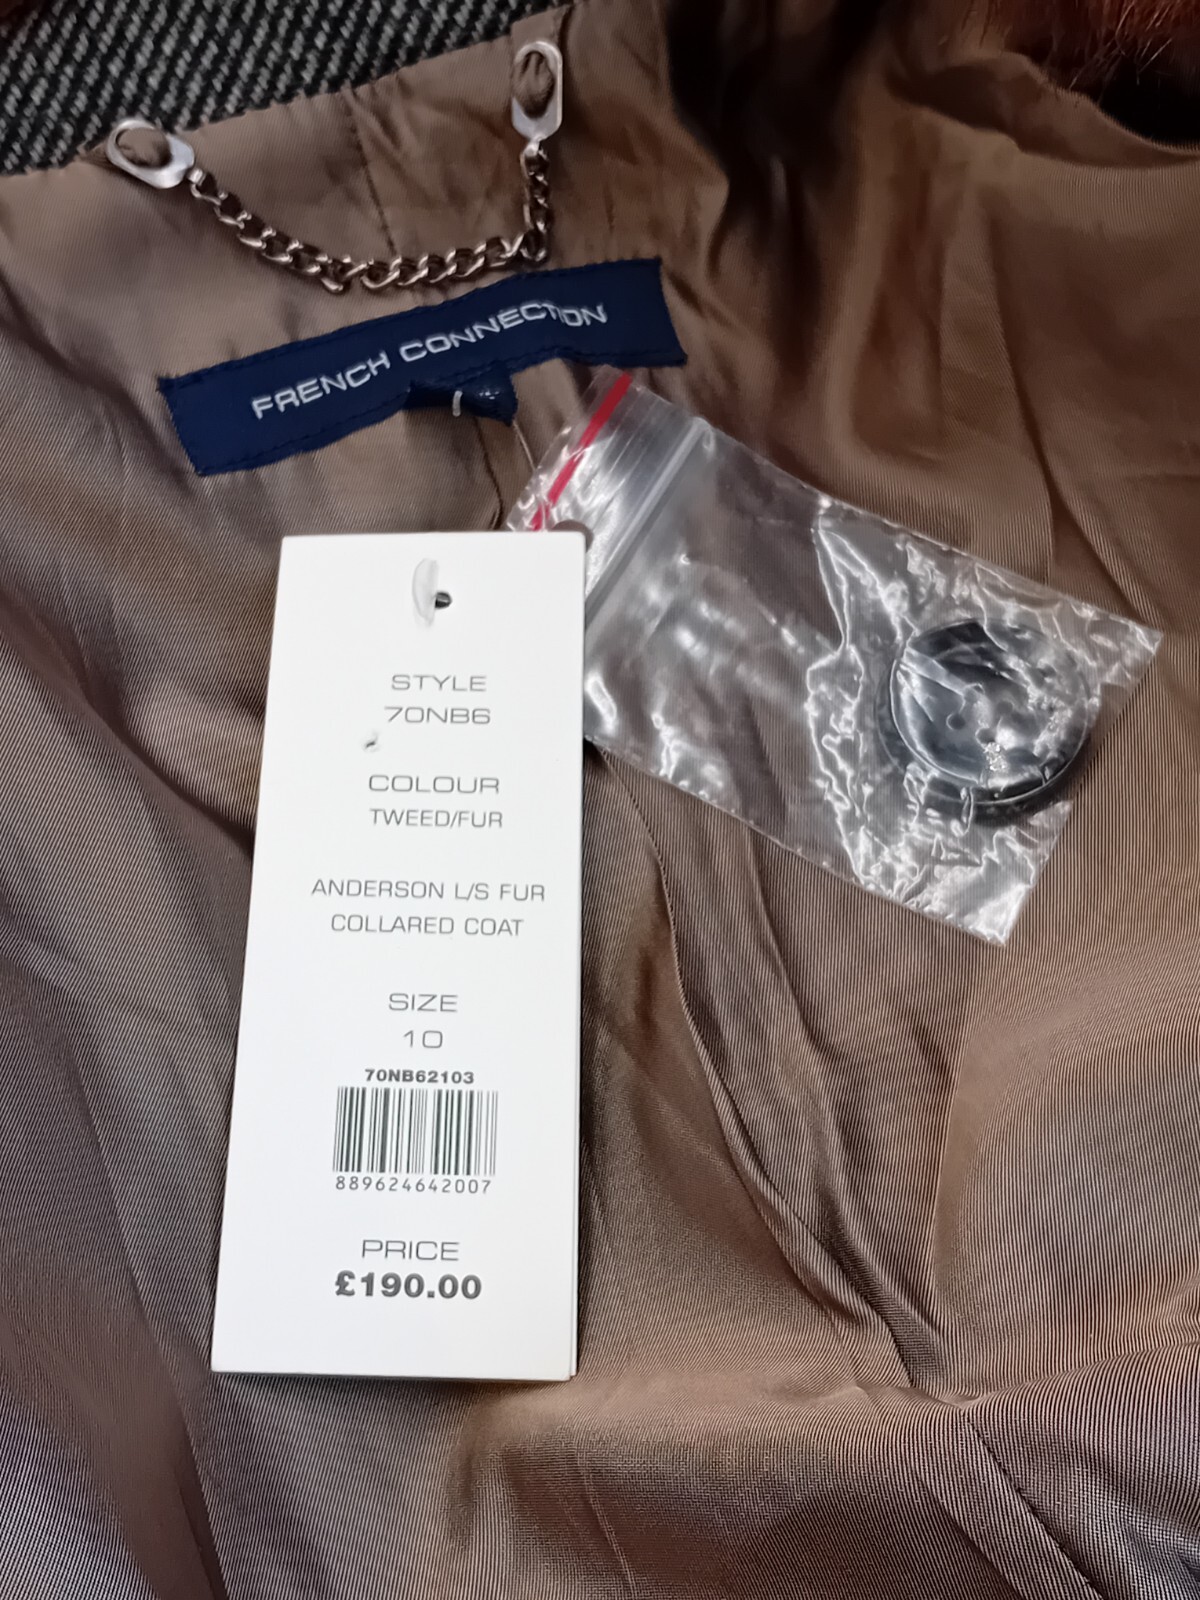 FRENCH CONNECTION
STYLE
70NB6
COLOUR
TWEED/FUR
ANDERSON L/S FUR
COLLARED COAT
SIZE
10
70NB62103
889624642007
PRICE
£190.00